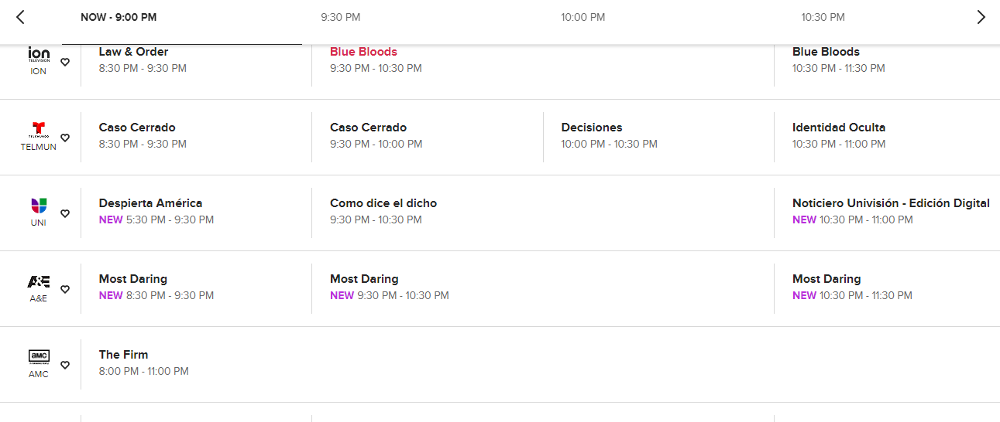 NOW - 9:00 PM
9:30 PM
10:00 PM
10:30 PM
ion
TELEVISION
ION
Law & Order
8:30 PM - 9:30 PM
Blue Bloods
9:30 PM - 10:30 PM
Blue Bloods
10:30 PM - 11:30 PM
TELEMUNDO
TELMUN
Caso Cerrado
8:30 PM - 9:30 PM
Caso Cerrado
9:30 PM - 10:00 PM
Decisiones
10:00 PM - 10:30 PM
Identidad Oculta
10:30 PM - 11:00 PM
UNI
Despierta América
NEW 5:30 PM - 9:30 PM
Como dice el dicho
9:30 PM - 10:30 PM
Noticiero Univisión - Edición Digital
NEW 10:30 PM - 11:00 PM
A&E
A&E
Most Daring
NEW 8:30 PM - 9:30 PM
Most Daring
NEW 9:30 PM - 10:30 PM
Most Daring
NEW 10:30 PM - 11:30 PM
aMC
AMC
The Firm
8:00 PM - 11:00 PM